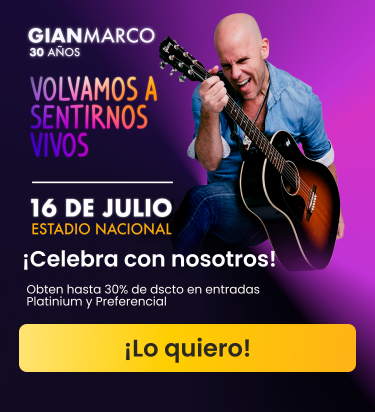 GIANMARCO
30 AÑOS
VOLVAMOS A
SENTIRNOS
VIVOS
16 DE JULIO
ESTADIO NACIONAL
¡Celebra con nosotros!
Obten hasta 30% de dscto en entradas
Platinium y Preferencial
¡Lo quiero!